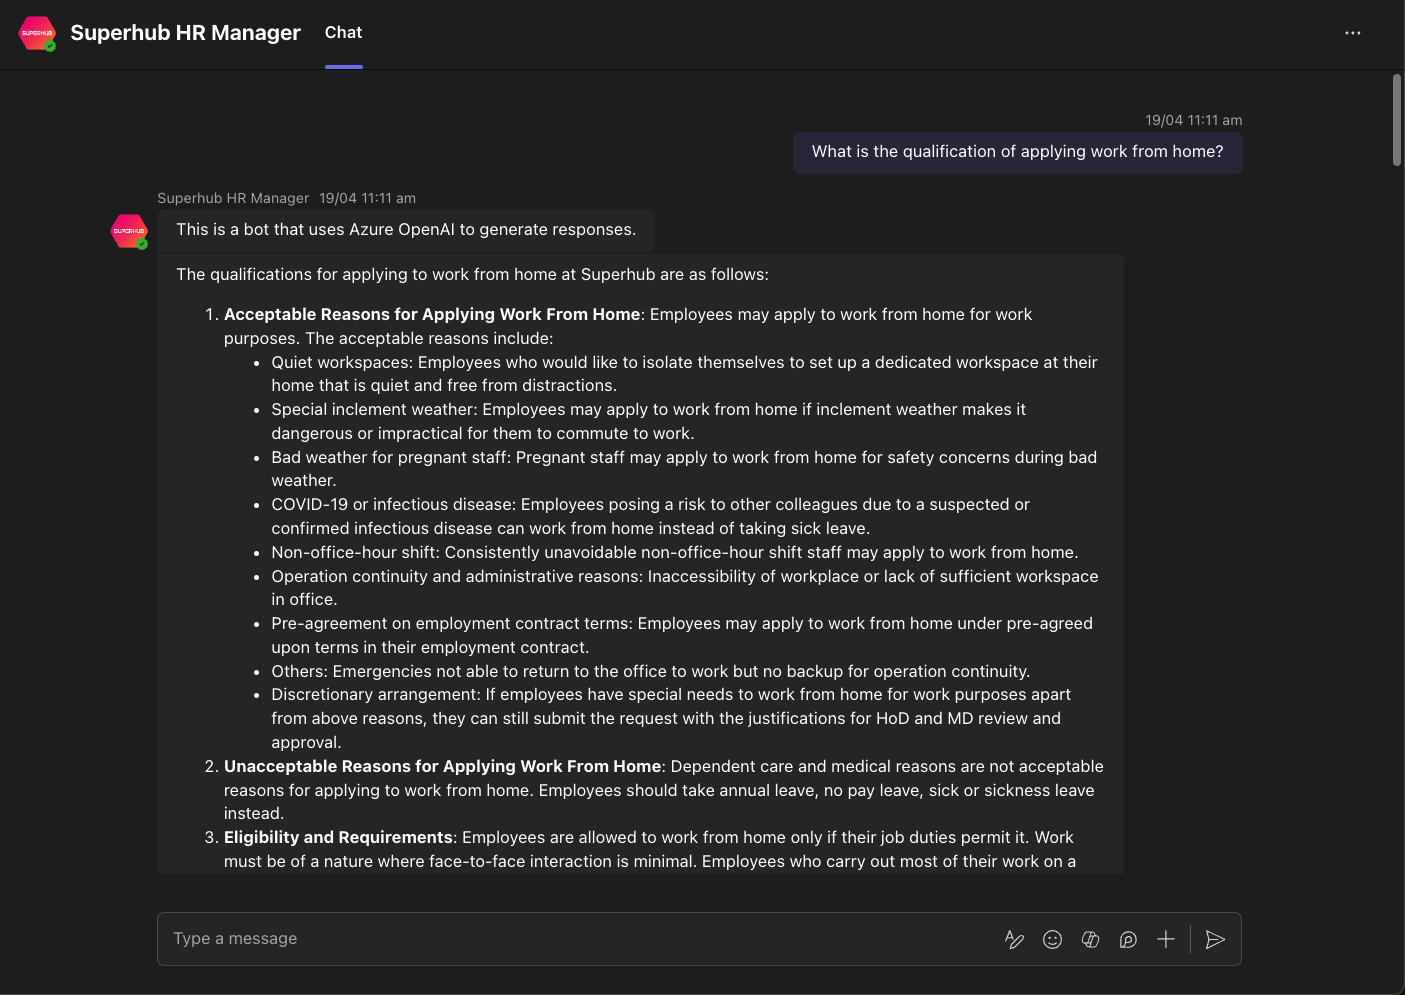 SUPERHUB
Superhub HR Manager
Chat
19/04 11:11 am
What is the qualification of applying work from home?
Superhub HR Manager 19/04 11:11 am
SUPERHUB
This is a bot that uses Azure OpenAI to generate responses.
The qualifications for applying to work from home at Superhub are as follows:
1. Acceptable Reasons for Applying Work From Home: Employees may apply to work from home for work
purposes. The acceptable reasons include:
• Quiet workspaces: Employees who would like to isolate themselves to set up a dedicated workspace at their
home that is quiet and free from distractions.
• Special inclement weather: Employees may apply to work from home if inclement weather makes it
dangerous or impractical for them to commute to work.
• Bad weather for pregnant staff: Pregnant staff may apply to work from home for safety concerns during bad
weather.
• COVID-19 or infectious disease: Employees posing a risk to other colleagues due to a suspected or
confirmed infectious disease can work from home instead of taking sick leave.
• Non-office-hour shift: Consistently unavoidable non-office-hour shift staff may apply to work from home.
• Operation continuity and administrative reasons: Inaccessibility of workplace or lack of sufficient workspace
in office.
• Pre-agreement on employment contract terms: Employees may apply to work from home under pre-agreed
upon terms in their employment contract.
• Others: Emergencies not able to return to the office to work but no backup for operation continuity.
• Discretionary arrangement: If employees have special needs to work from home for work purposes apart
from above reasons, they can still submit the request with the justifications for HoD and MD review and
approval.
2. Unacceptable Reasons for Applying Work From Home: Dependent care and medical reasons are not acceptable
reasons for applying to work from home. Employees should take annual leave, no pay leave, sick or sickness leave
instead.
3. Eligibility and Requirements: Employees are allowed to work from home only if their job duties permit it. Work
must be of a nature where face-to-face interaction is minimal. Employees who carry out most of their work on a
Type a message